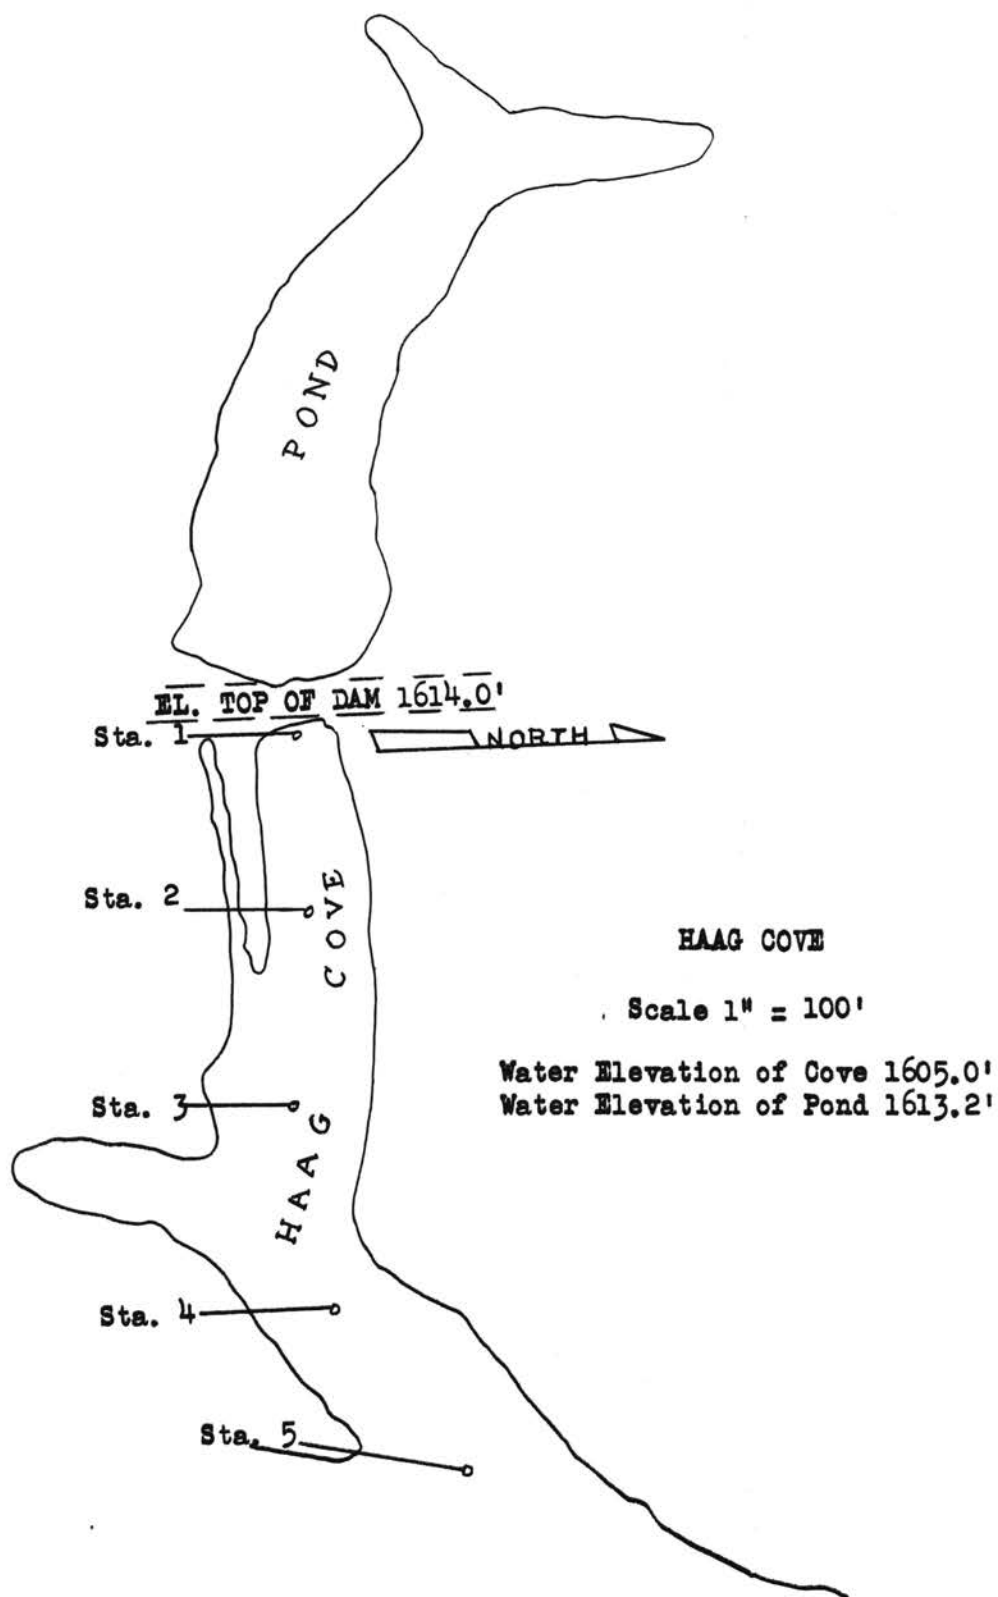 POND
EL. TOP OF DAM 1614.0'
Sta. 1
NORTH
Sta. 2
COVE
HAAG COVE
Scale 1" = 100'
Water Elevation of Cove 1605.0'
Water Elevation of Pond 1613.2'
Sta. 3
HAAG
Sta. 4
Sta. 5